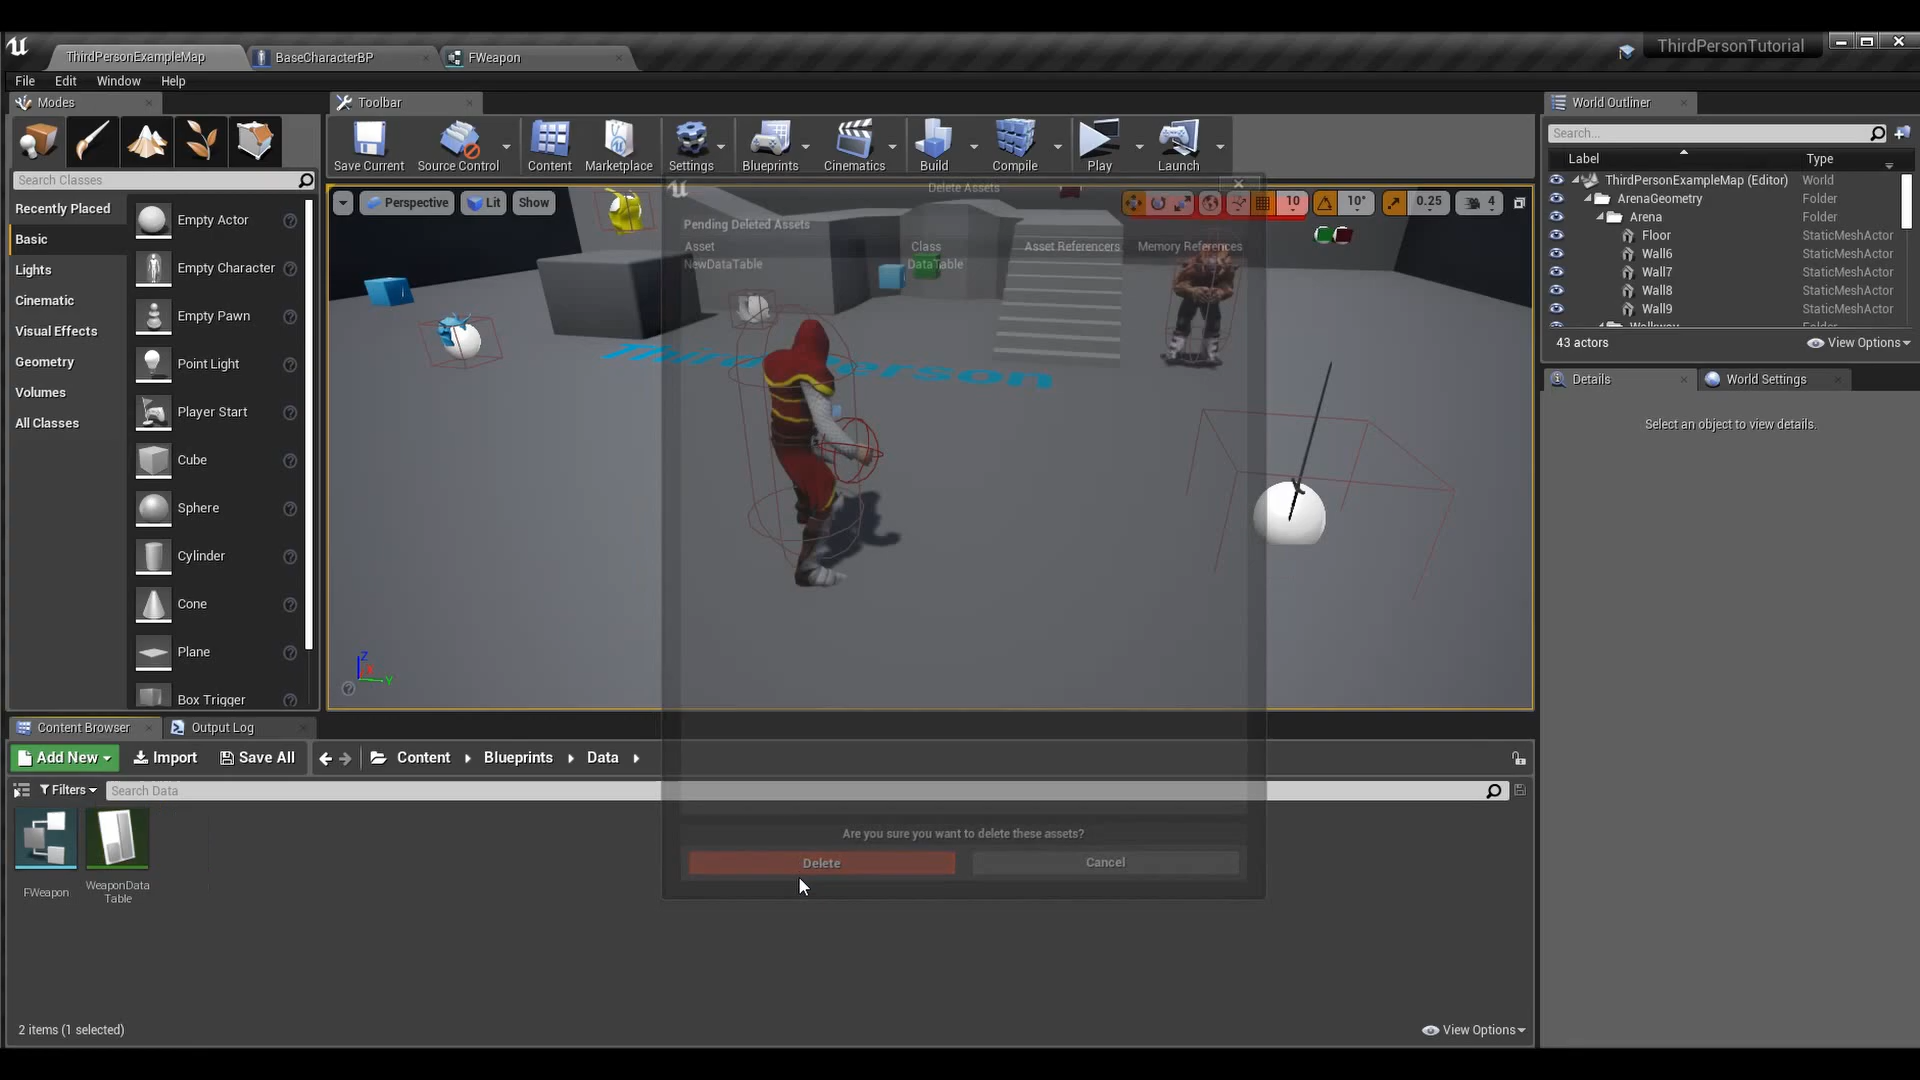 ThirdPersonExampleMap
BaseCharacterBP
FWeapon
ThirdPersonTutorial
File Edit Window Help
Modes
Toolbar
World Outliner
Save Current
Source Control
Content
Marketplace
Settings
Blueprints
Cinematics
Build
Compile
Play
Launch
Search...
Label
Type
Search Classes
Recently Placed
Basic
Lights
Cinematic
Visual Effects
Geometry
Volumes
All Classes
Empty Actor
Empty Character
Empty Pawn
Point Light
Player Start
Cube
Sphere
Cylinder
Cone
Plane
Box Trigger
Perspective
Lit
Show
10
10°
0.25
4
ThirdPersonExampleMap (Editor) World
ArenaGeometry Folder
Arena Folder
Floor StaticMeshActor
Wall6 StaticMeshActor
Wall7 StaticMeshActor
Wall8 StaticMeshActor
Wall9 StaticMeshActor
Walkway Folder
43 actors
View Options
Details
World Settings
Select an object to view details.
Delete Assets
Pending Deleted Assets
Asset Class Asset Referencers Memory References
NewDataTable DataTable
Third Person
Z
Y
Are you sure you want to delete these assets?
Delete
Cancel
Content Browser
Output Log
Add New
Import
Save All
Content
Blueprints
Data
Filters
Search Data
FWeapon
WeaponData
Table
2 items (1 selected)
View Options